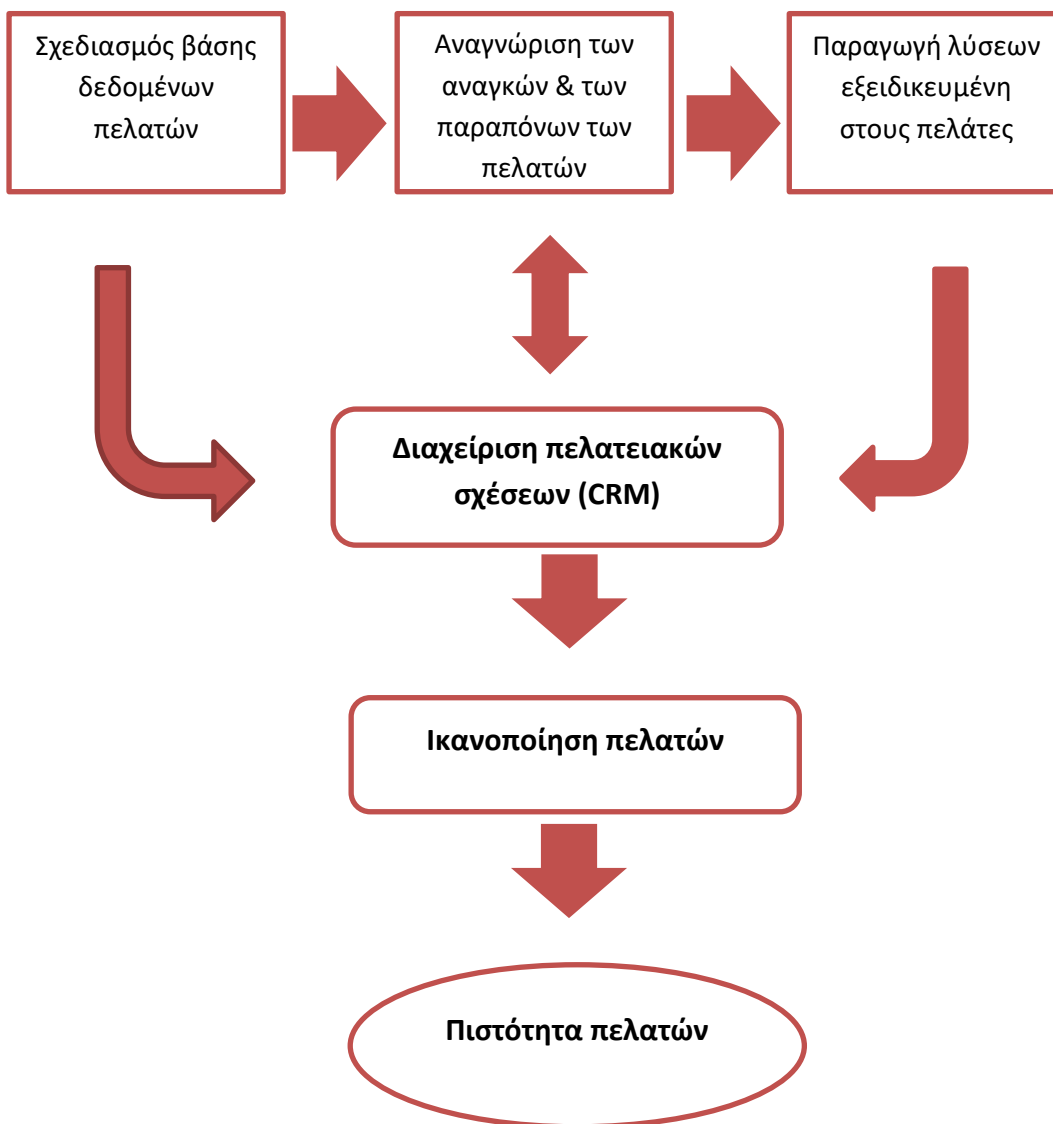 Σχεδιασμός βάσης
δεδομένων
πελατών
Αναγνώριση των
αναγκών & των
παραπόνων των
πελατών
Παραγωγή λύσεων
εξειδικευμένη
στους πελάτες
Διαχείριση πελατειακών
σχέσεων (CRM)
Ικανοποίηση πελατών
Πιστότητα πελατών